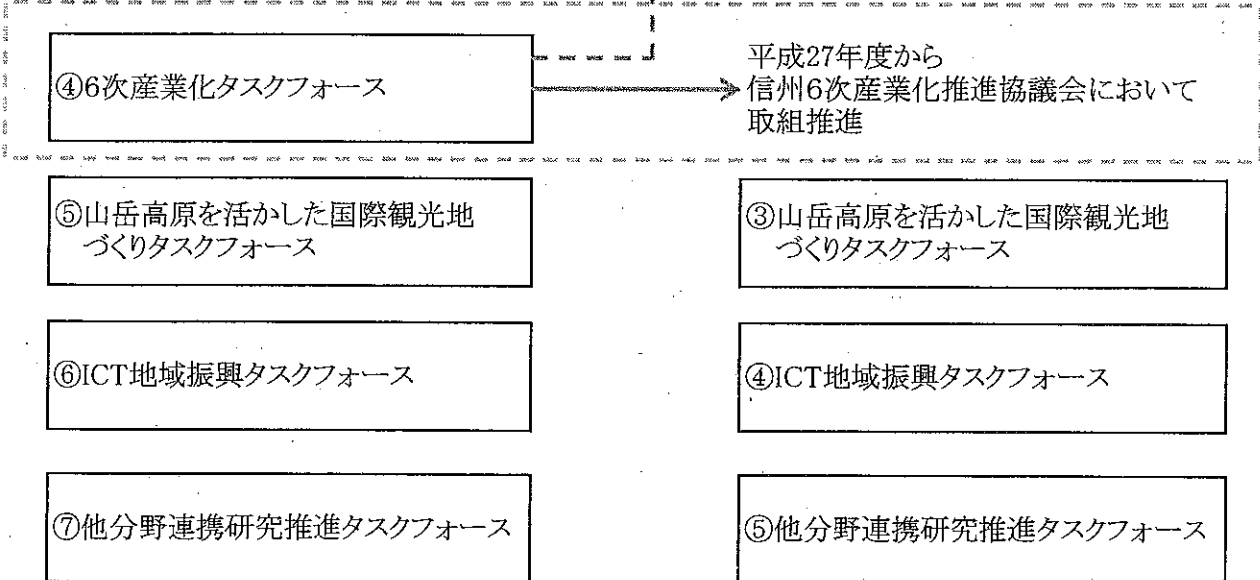 ④6次産業化タスクフォース
平成27年度から
信州6次産業化推進協議会において
取組推進
⑤山岳高原を活かした国際観光地
づくりタスクフォース
③山岳高原を活かした国際観光地
づくりタスクフォース
⑥ICT地域振興タスクフォース
④ICT地域振興タスクフォース
⑦他分野連携研究推進タスクフォース
⑤他分野連携研究推進タスクフォース